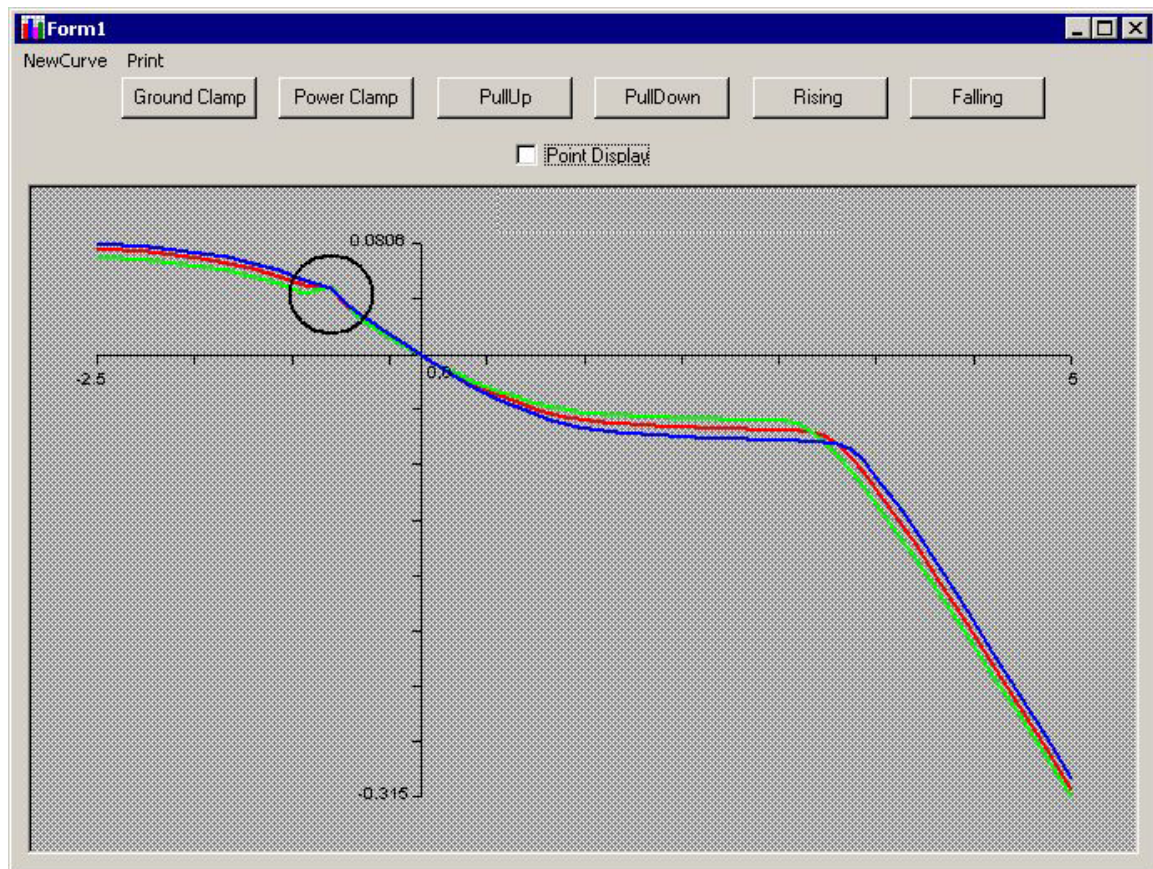 Form1
NewCurve Print
Ground Clamp Power Clamp PullUp PullDown Rising Falling
Point Display
0.0806
-2.5 0,0 5
-0.315